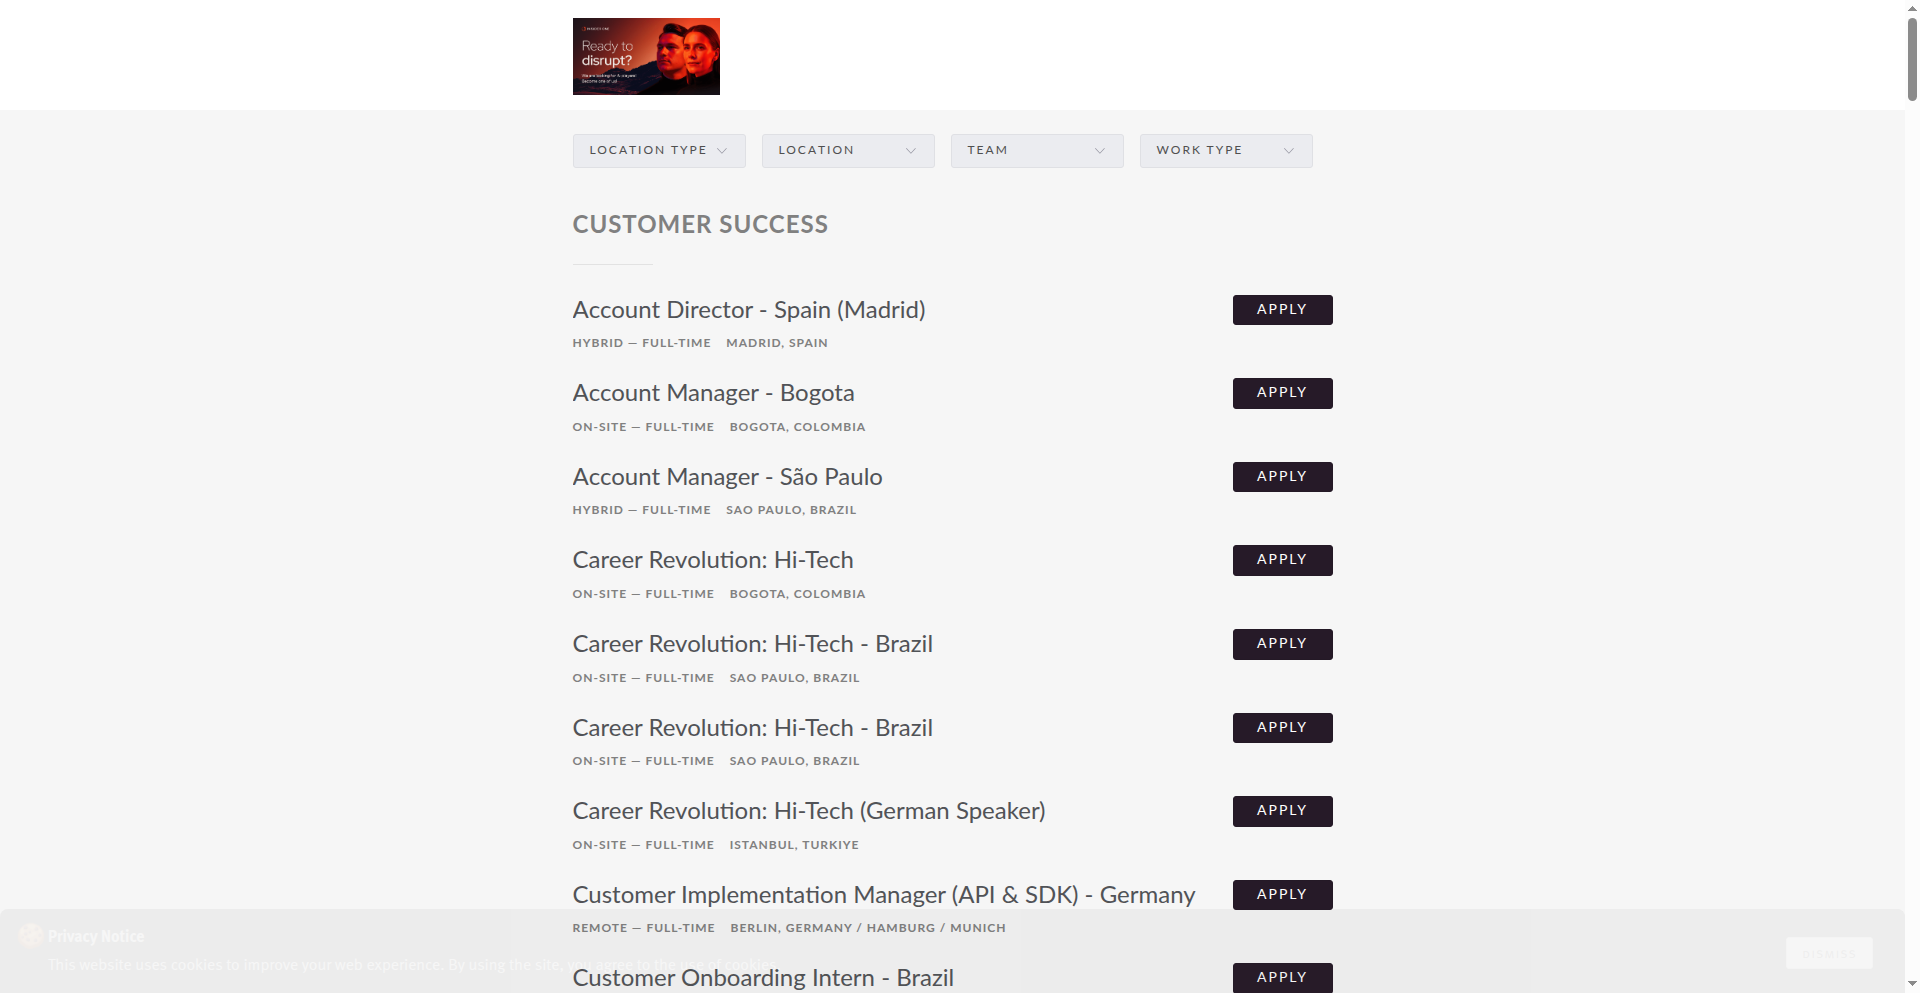 Ready to
disrupt?
LOCATION TYPE
LOCATION
TEAM
WORK TYPE
CUSTOMER SUCCESS
Account Director - Spain (Madrid)
APPLY
HYBRID — FULL-TIME MADRID, SPAIN
Account Manager - Bogota
APPLY
ON-SITE — FULL-TIME BOGOTA, COLOMBIA
Account Manager - São Paulo
APPLY
HYBRID — FULL-TIME SAO PAULO, BRAZIL
Career Revolution: Hi-Tech
APPLY
ON-SITE — FULL-TIME BOGOTA, COLOMBIA
Career Revolution: Hi-Tech - Brazil
APPLY
ON-SITE — FULL-TIME SAO PAULO, BRAZIL
Career Revolution: Hi-Tech - Brazil
APPLY
ON-SITE — FULL-TIME SAO PAULO, BRAZIL
Career Revolution: Hi-Tech (German Speaker)
APPLY
ON-SITE — FULL-TIME ISTANBUL, TURKIYE
Customer Implementation Manager (API & SDK) - Germany
APPLY
REMOTE — FULL-TIME BERLIN, GERMANY / HAMBURG / MUNICH
Privacy Notice
This website uses cookies to improve your web experience. By using the site, you agree to the use of cookies.
DISMISS
Customer Onboarding Intern - Brazil
APPLY